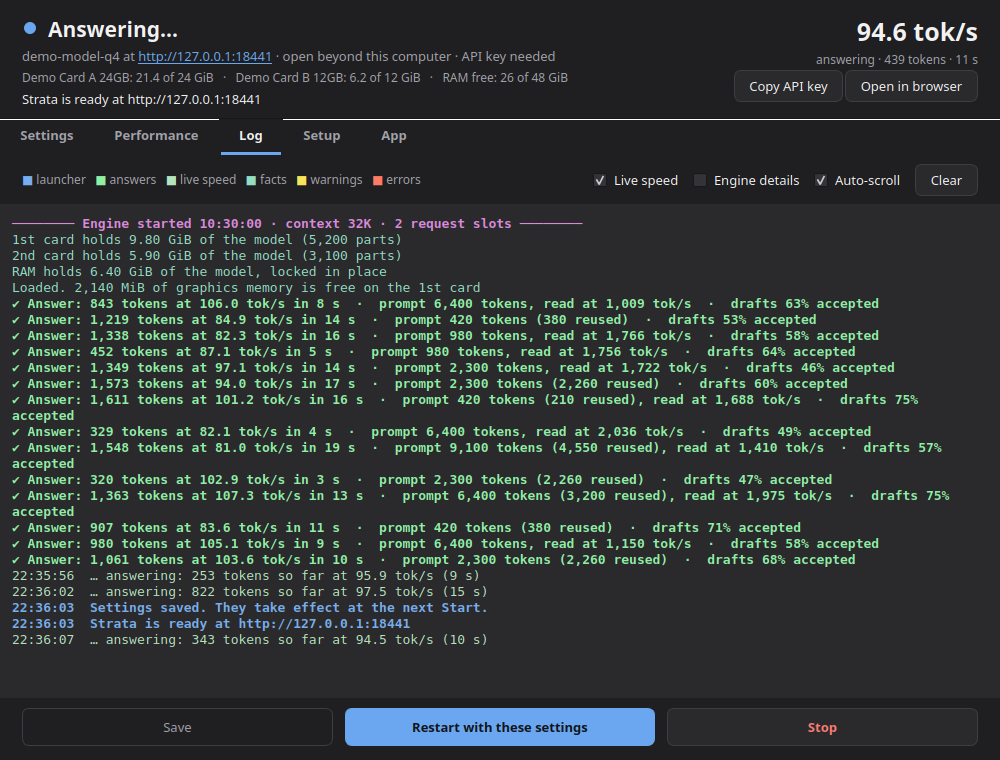 Answering...
94.6 tok/s
demo-model-q4 at http://127.0.0.1:18441 · open beyond this computer · API key needed
answering · 439 tokens · 11 s
Demo Card A 24GB: 21.4 of 24 GiB · Demo Card B 12GB: 6.2 of 12 GiB · RAM free: 26 of 48 GiB
Copy API key
Open in browser
Strata is ready at http://127.0.0.1:18441
Settings Performance Log Setup App
launcher answers live speed facts warnings errors
Live speed Engine details Auto-scroll Clear
──────── Engine started 10:30:00 · context 32K · 2 request slots ────────
1st card holds 9.80 GiB of the model (5,200 parts)
2nd card holds 5.90 GiB of the model (3,100 parts)
RAM holds 6.40 GiB of the model, locked in place
Loaded. 2,140 MiB of graphics memory is free on the 1st card
✔ Answer: 843 tokens at 106.0 tok/s in 8 s · prompt 6,400 tokens, read at 1,009 tok/s · drafts 63% accepted
✔ Answer: 1,219 tokens at 84.9 tok/s in 14 s · prompt 420 tokens (380 reused) · drafts 53% accepted
✔ Answer: 1,338 tokens at 82.3 tok/s in 16 s · prompt 980 tokens, read at 1,766 tok/s · drafts 58% accepted
✔ Answer: 452 tokens at 87.1 tok/s in 5 s · prompt 980 tokens, read at 1,756 tok/s · drafts 64% accepted
✔ Answer: 1,349 tokens at 97.1 tok/s in 14 s · prompt 2,300 tokens, read at 1,722 tok/s · drafts 46% accepted
✔ Answer: 1,573 tokens at 94.0 tok/s in 17 s · prompt 2,300 tokens (2,260 reused) · drafts 60% accepted
✔ Answer: 1,611 tokens at 101.2 tok/s in 16 s · prompt 420 tokens (210 reused), read at 1,688 tok/s · drafts 75%
accepted
✔ Answer: 329 tokens at 82.1 tok/s in 4 s · prompt 6,400 tokens, read at 2,036 tok/s · drafts 49% accepted
✔ Answer: 1,548 tokens at 81.0 tok/s in 19 s · prompt 9,100 tokens (4,550 reused), read at 1,410 tok/s · drafts 57%
accepted
✔ Answer: 320 tokens at 102.9 tok/s in 3 s · prompt 2,300 tokens (2,260 reused) · drafts 47% accepted
✔ Answer: 1,363 tokens at 107.3 tok/s in 13 s · prompt 6,400 tokens (3,200 reused), read at 1,975 tok/s · drafts 75%
accepted
✔ Answer: 907 tokens at 83.6 tok/s in 11 s · prompt 420 tokens (380 reused) · drafts 71% accepted
✔ Answer: 980 tokens at 105.1 tok/s in 9 s · prompt 6,400 tokens, read at 1,150 tok/s · drafts 58% accepted
✔ Answer: 1,061 tokens at 103.6 tok/s in 10 s · prompt 2,300 tokens (2,260 reused) · drafts 68% accepted
22:35:56 … answering: 253 tokens so far at 95.9 tok/s (9 s)
22:36:02 … answering: 822 tokens so far at 97.5 tok/s (15 s)
22:36:03 Settings saved. They take effect at the next Start.
22:36:03 Strata is ready at http://127.0.0.1:18441
22:36:07 … answering: 343 tokens so far at 94.5 tok/s (10 s)
Save
Restart with these settings
Stop